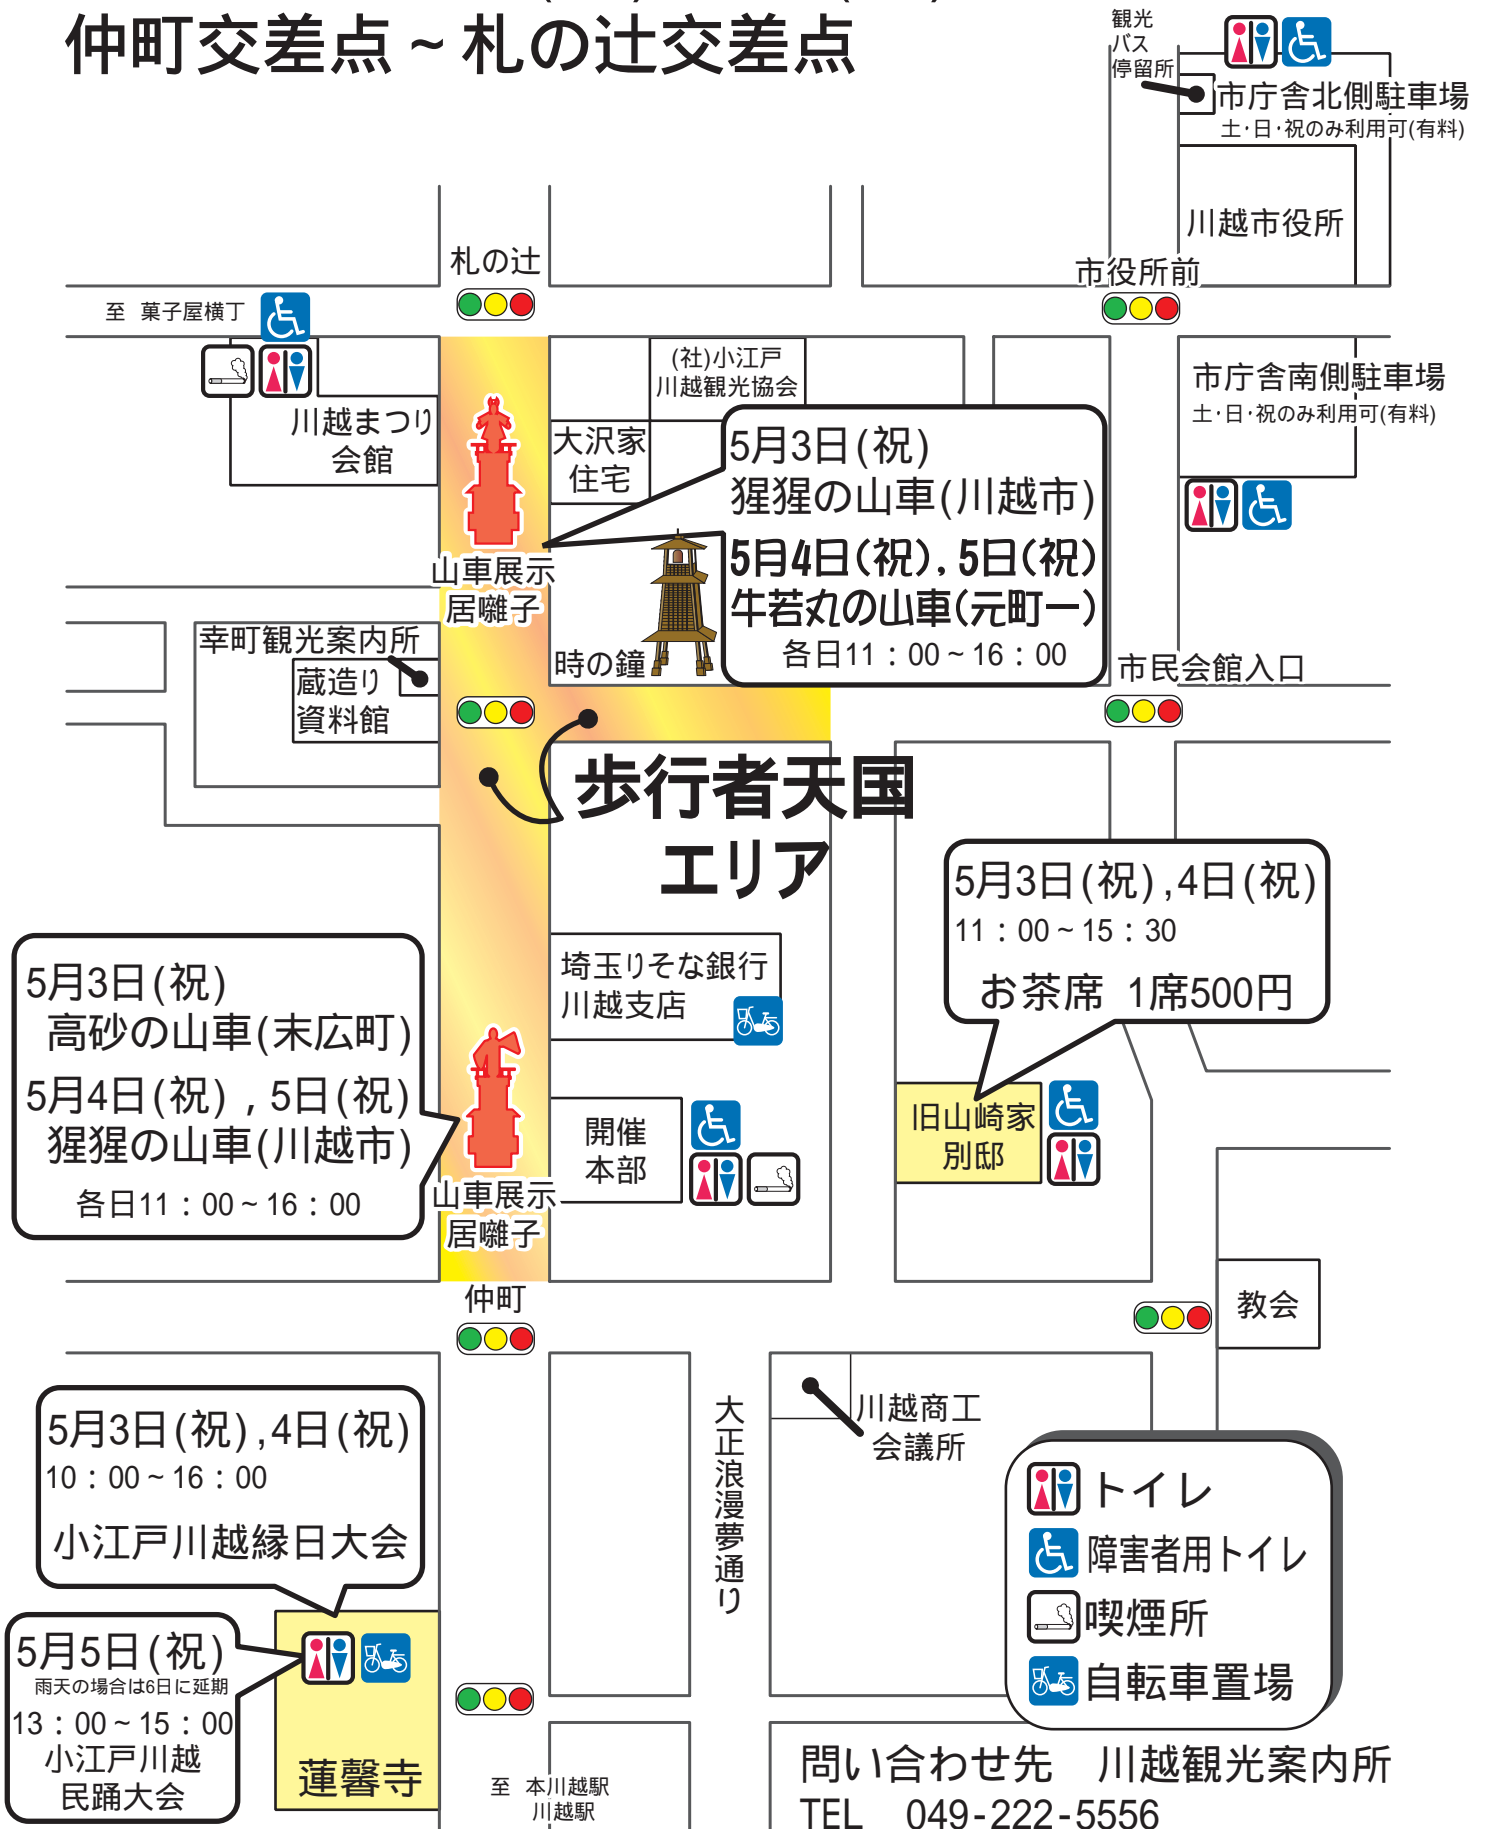 仲町交差点～札の辻交差点
観光
バス
停留所
市庁舎北側駐車場
土・日・祝のみ利用可(有料)
川越市役所
札の辻
市役所前
至 菓子屋横丁
(社)小江戸
川越観光協会
市庁舎南側駐車場
土・日・祝のみ利用可(有料)
川越まつり
会館
大沢家
住宅
5月3日(祝)
猩猩の山車(川越市)
5月4日(祝),5日(祝)
牛若丸の山車(元町一)
各日11：00～16：00
山車展示
居囃子
時の鐘
幸町観光案内所
蔵造り
資料館
市民会館入口
歩行者天国
エリア
5月3日(祝),4日(祝)
11：00～15：30
お茶席 1席500円
埼玉りそな銀行
川越支店
5月3日(祝)
高砂の山車(末広町)
5月4日(祝),5日(祝)
猩猩の山車(川越市)
各日11：00～16：00
開催
本部
旧山崎家
別邸
山車展示
居囃子
仲町
教会
川越商工
会議所
大正浪漫夢通り
5月3日(祝),4日(祝)
10：00～16：00
小江戸川越縁日大会
トイレ
障害者用トイレ
喫煙所
自転車置場
5月5日(祝)
雨天の場合は6日に延期
13：00～15：00
小江戸川越
民踊大会
蓮馨寺
至 本川越駅
川越駅
問い合わせ先 川越観光案内所
TEL 049-222-5556